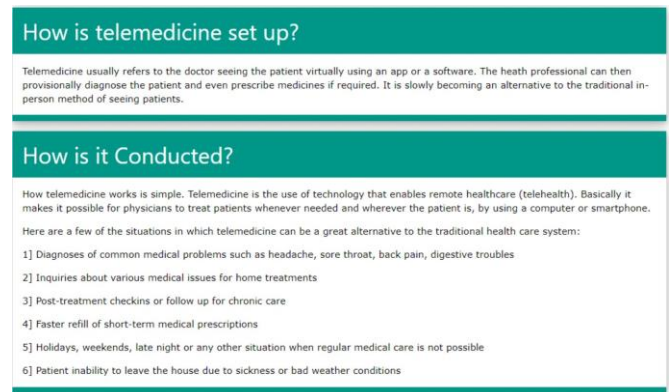 How is telemedicine set up?
Telemedicine usually refers to the doctor seeing the patient virtually using an app or a software. The heath professional can then
provisionally diagnose the patient and even prescribe medicines if required. It is slowly becoming an alternative to the traditional in-
person method of seeing patients.
How is it Conducted?
How telemedicine works is simple. Telemedicine is the use of technology that enables remote healthcare (telehealth). Basically it
makes it possible for physicians to treat patients whenever needed and wherever the patient is, by using a computer or smartphone.
Here are a few of the situations in which telemedicine can be a great alternative to the traditional health care system:
1] Diagnoses of common medical problems such as headache, sore throat, back pain, digestive troubles
2] Inquiries about various medical issues for home treatments
3] Post-treatment checkins or follow up for chronic care
4] Faster refill of short-term medical prescriptions
5] Holidays, weekends, late night or any other situation when regular medical care is not possible
6] Patient inability to leave the house due to sickness or bad weather conditions